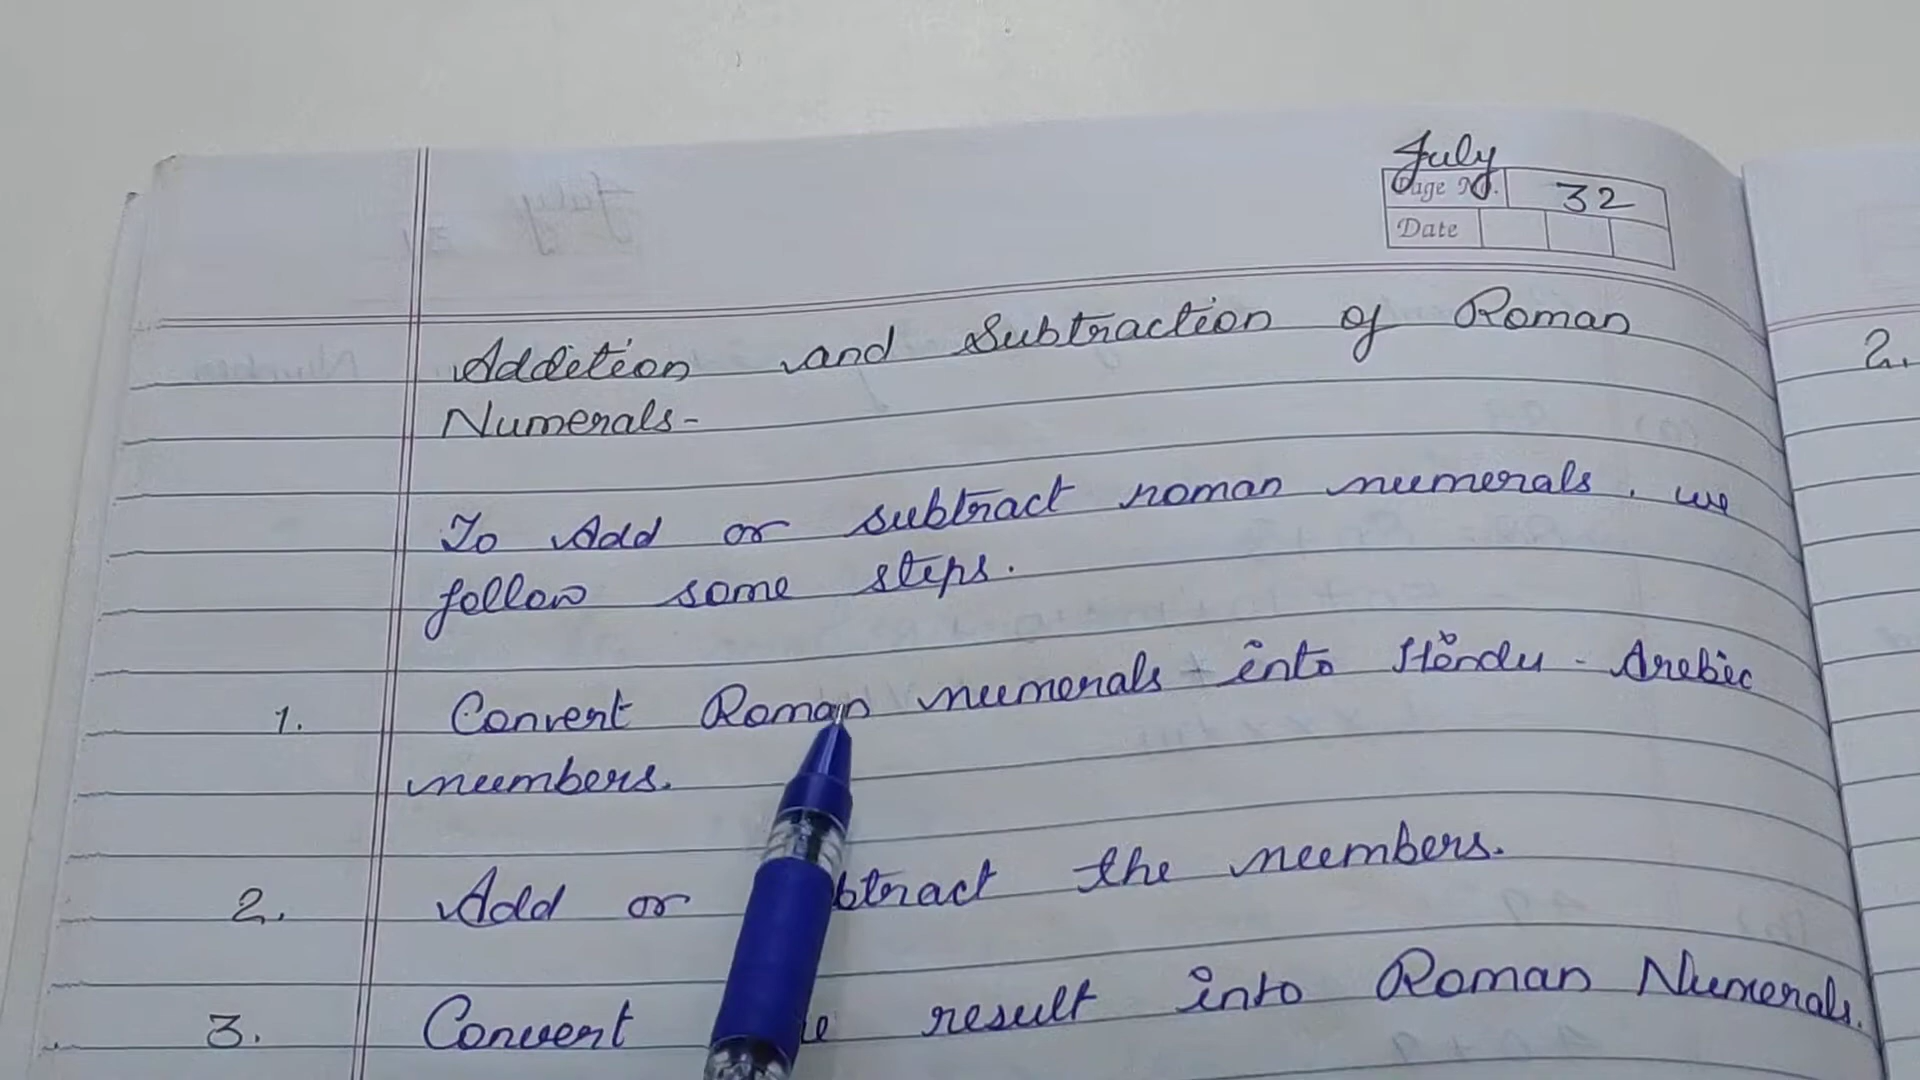 July
Page No. 32
Date
Addition and Subtraction of Roman
Numerals-
To Add or subtract roman numerals, we
follow some steps.
1. Convert Roman numerals into Hindu - Arebic
numbers.
2. Add or btract the numbers.
3. Convert e result into Roman Numerals.
2.